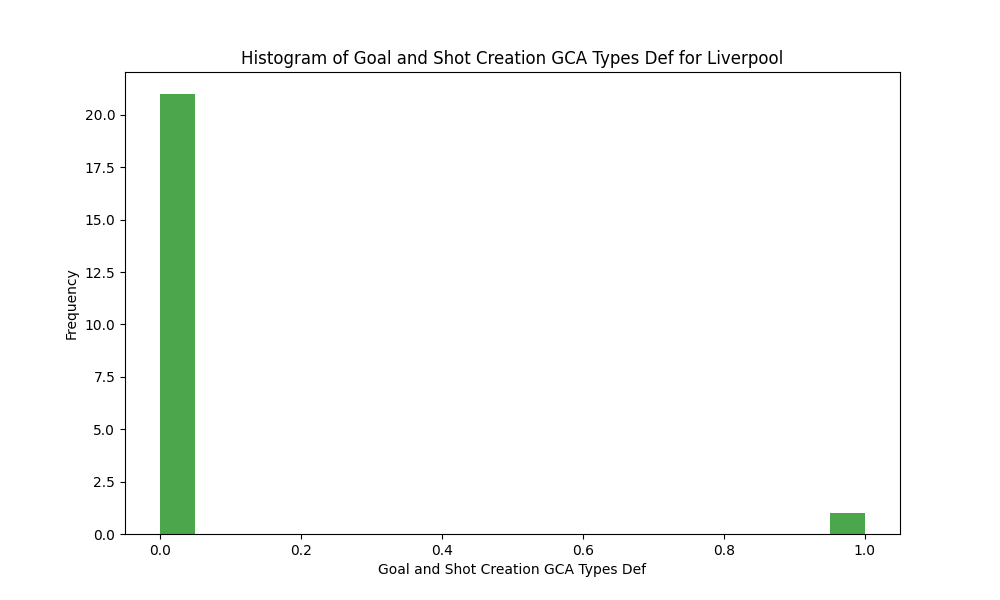 Histogram of Goal and Shot Creation GCA Types Def for Liverpool
20.0
17.5
15.0
12.5
10.0
7.5
5.0
2.5
0.0
Frequency
0.0 0.2 0.4 0.6 0.8 1.0
Goal and Shot Creation GCA Types Def